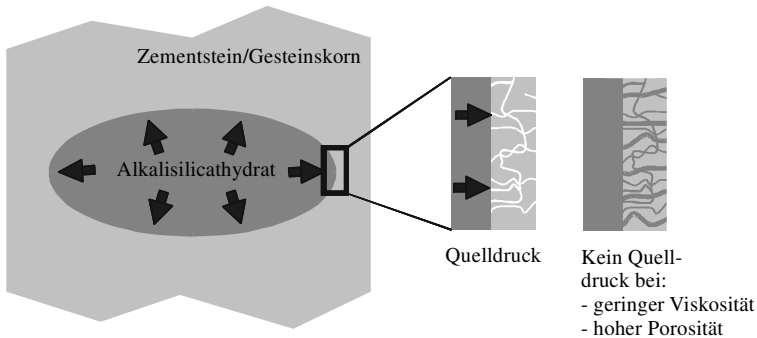 Zementstein/Gesteinskorn
Alkalisilicathydrat
Quelldruck
Kein Quell-
druck bei:
- geringer Viskosität
- hoher Porosität